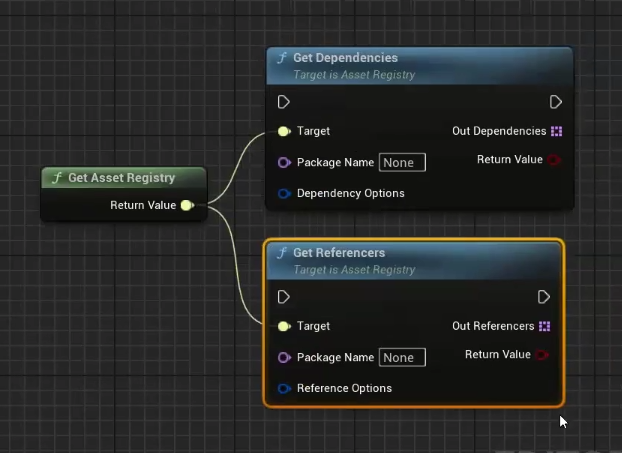 Get Dependencies
Target is Asset Registry
Target
Out Dependencies
Package Name None
Return Value
Dependency Options
Get Asset Registry
Return Value
Get Referencers
Target is Asset Registry
Target
Out Referencers
Package Name None
Return Value
Reference Options